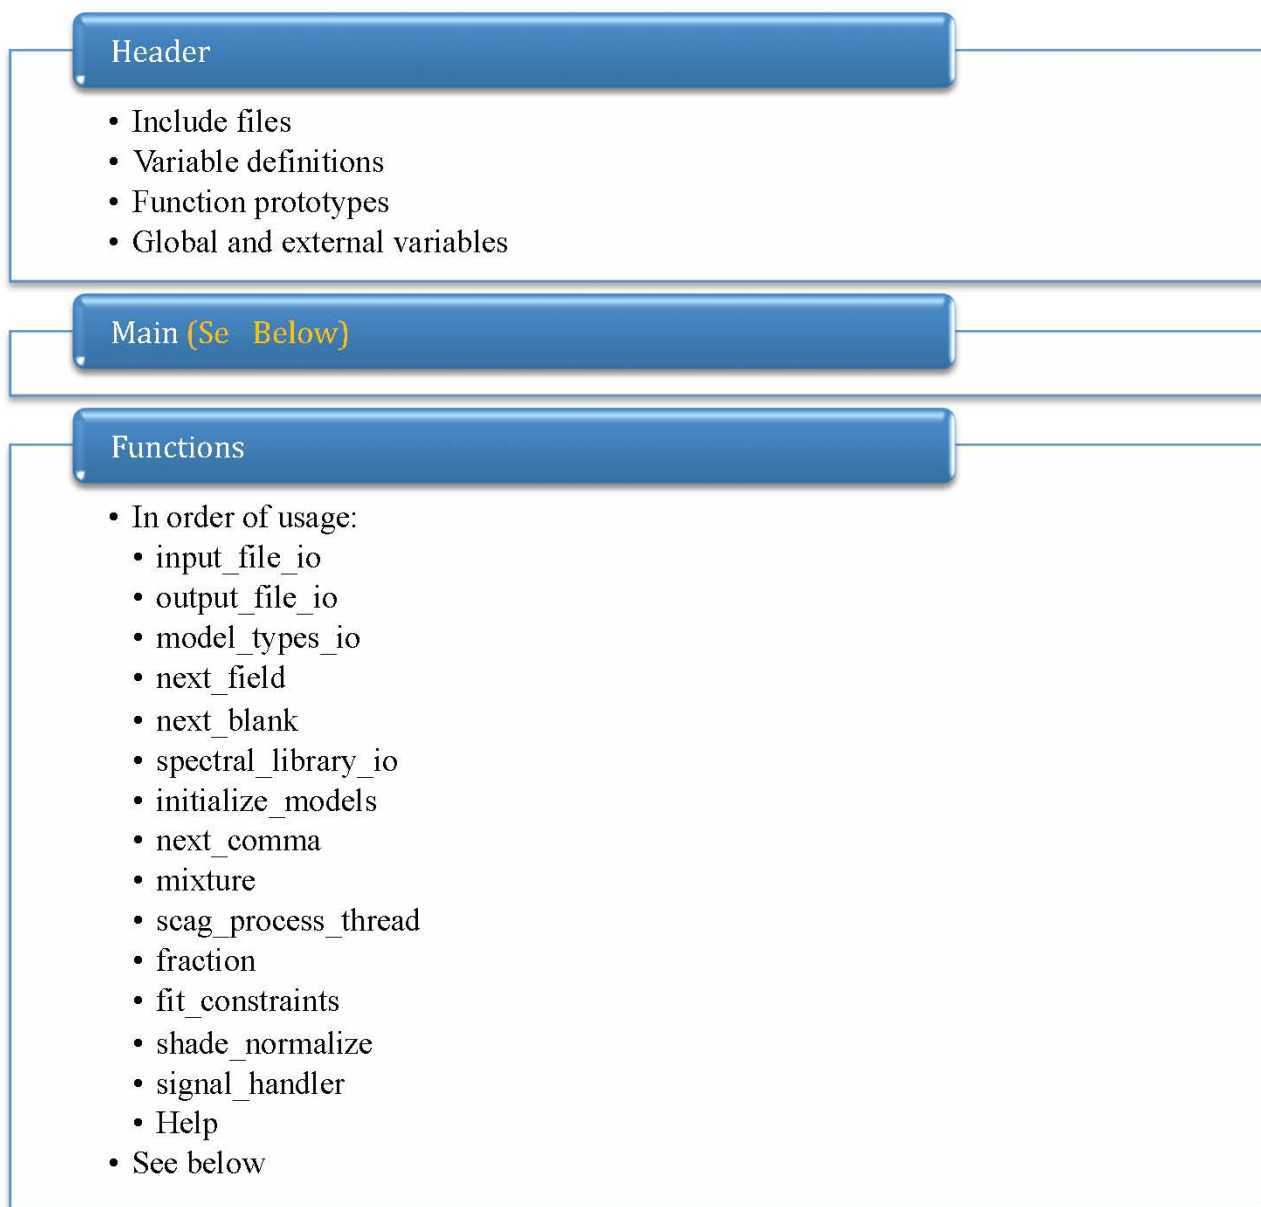 Header
• Include files
• Variable definitions
• Function prototypes
• Global and external variables
Main (Se Below)
Functions
• In order of usage:
• input_file_io
• output_file_io
• model_types_io
• next_field
• next_blank
• spectral_library_io
• initialize_models
• next_comma
• mixture
• scag_process_thread
• fraction
• fit_constraints
• shade_normalize
• signal_handler
• Help
• See below